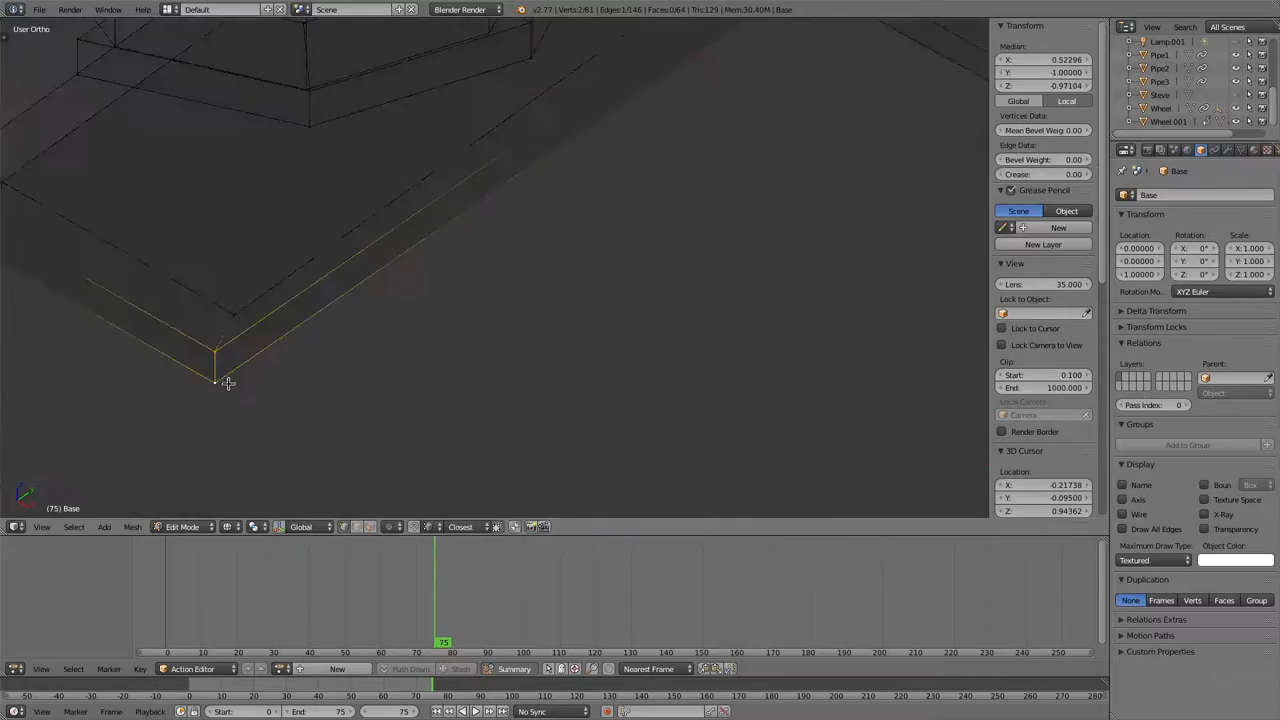 File Render Window Help Default Scene Blender Render v2.77 | Verts:2/81 | Edges:1/146 | Faces:0/64 | Tris:129 | Mem:30.40M | Base
User Ortho
(75) Base
View Select Add Mesh Edit Mode Global Closest
Transform
Median:
X: 0.52296
Y: -1.00000
Z: -0.97104
Global Local
Vertices Data:
Mean Bevel Weig: 0.00
Edge Data:
Bevel Weight: 0.00
Crease: 0.00
Grease Pencil
Scene Object
New
New Layer
View
Lens: 35.000
Lock to Object:
Lock to Cursor
Lock Camera to View
Clip:
Start: 0.100
End: 1000.000
Local Camera:
Camera
Render Border
3D Cursor
Location:
X: -0.21738
Y: -0.09500
Z: 0.94362
75
0 10 20 30 40 50 60 70 80 90 100 110 120 130 140 150 160 170 180 190 200 210 220 230 240 250
View Select Marker Key Action Editor New Push Down Stash Summary Nearest Frame
-50 -40 -30 -20 -10 0 10 20 30 40 50 60 70 80 90 100 110 120 130 140 150 160 170 180 190 200 210 220 230 240 250 260 270 280
View Marker Frame Playback Start: 0 End: 75 75 No Sync
View Search All Scenes
Lamp.001
Pipe1
Pipe2
Pipe3
Steve
Wheel
Wheel.001
Base
Base
Transform
Location: Rotation: Scale:
0.00000 X: 0° X: 1.000
0.00000 Y: 0° Y: 1.000
1.00000 Z: 0° Z: 1.000
Rotation Mo... XYZ Euler
Delta Transform
Transform Locks
Relations
Layers: Parent:
Pass Index: 0 Object
Groups
Add to Group
Display
Name Boun Box
Axis Texture Space
Wire X-Ray
Draw All Edges Transparency
Maximum Draw Type: Object Color:
Textured
Duplication
None Frames Verts Faces Group
Relations Extras
Motion Paths
Custom Properties